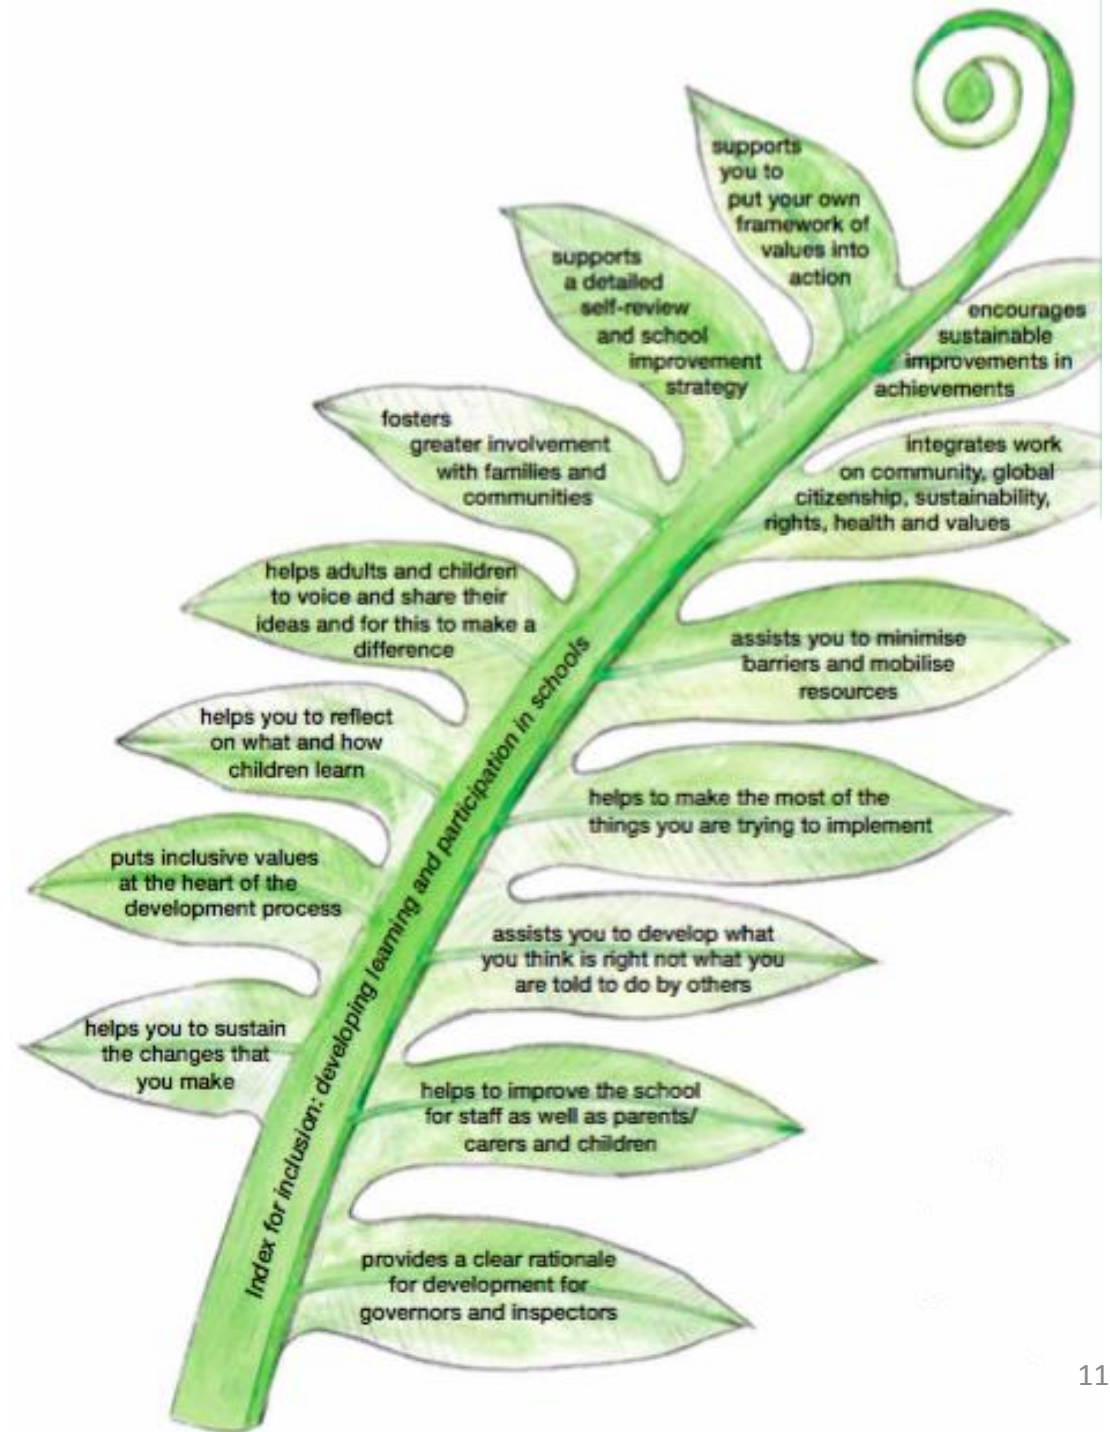 supports
you to
put your own
framework of
values into
action
supports
a detailed
self-review
and school
improvement
strategy
encourages
sustainable
improvements in
achievements
fosters
greater involvement
with families and
communities
integrates work
on community, global
citizenship, sustainability,
rights, health and values
helps adults and children
to voice and share their
ideas and for this to make a
difference
assists you to minimise
barriers and mobilise
resources
helps you to reflect
on what and how
children learn
helps to make the most of the
things you are trying to implement
puts inclusive values
at the heart of the
development process
assists you to develop what
you think is right not what you
are told to do by others
helps you to sustain
the changes that
you make
helps to improve the school
for staff as well as parents/
carers and children
provides a clear rationale
for development for
governors and inspectors
Index for inclusion: developing learning and participation in schools
11